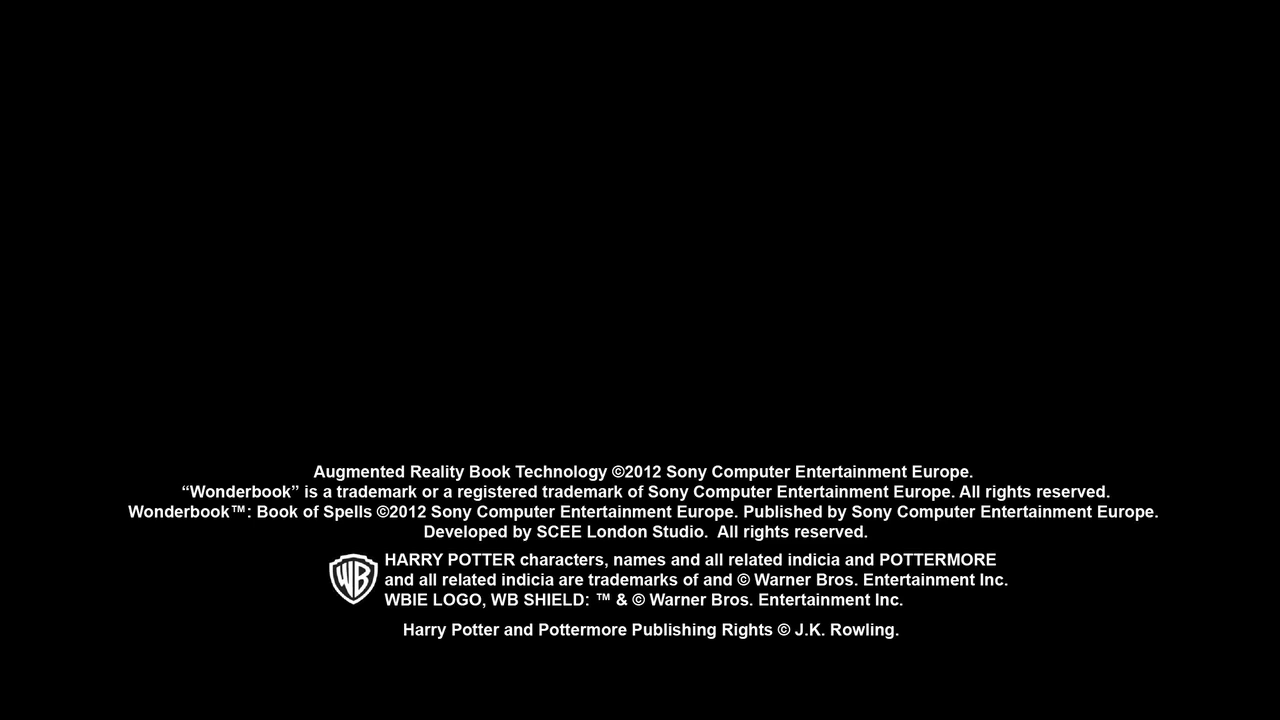 Augmented Reality Book Technology ©2012 Sony Computer Entertainment Europe.
“Wonderbook” is a trademark or a registered trademark of Sony Computer Entertainment Europe. All rights reserved.
Wonderbook™: Book of Spells ©2012 Sony Computer Entertainment Europe. Published by Sony Computer Entertainment Europe.
Developed by SCEE London Studio.  All rights reserved.
WB
HARRY POTTER characters, names and all related indicia and POTTERMORE
and all related indicia are trademarks of and © Warner Bros. Entertainment Inc.
WBIE LOGO, WB SHIELD: ™ & © Warner Bros. Entertainment Inc.
Harry Potter and Pottermore Publishing Rights © J.K. Rowling.